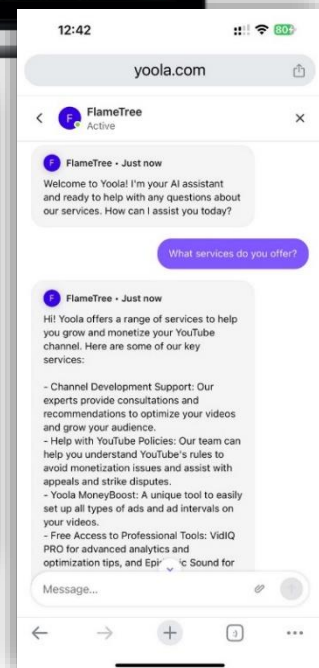 12:42
80+
yoola.com
F
FlameTree
Active
F FlameTree • Just now
Welcome to Yoola! I'm your AI assistant
and ready to help with any questions about
our services. How can I assist you today?
What services do you offer?
F FlameTree • Just now
Hi! Yoola offers a range of services to help
you grow and monetize your YouTube
channel. Here are some of our key
services:
- Channel Development Support: Our
experts provide consultations and
recommendations to optimize your videos
and grow your audience.
- Help with YouTube Policies: Our team can
help you understand YouTube's rules to
avoid monetization issues and assist with
appeals and strike disputes.
- Yoola MoneyBoost: A unique tool to easily
set up all types of ads and ad intervals on
your videos.
- Free Access to Professional Tools: VidIQ
PRO for advanced analytics and
optimization tips, and Sound for
Message...
:)